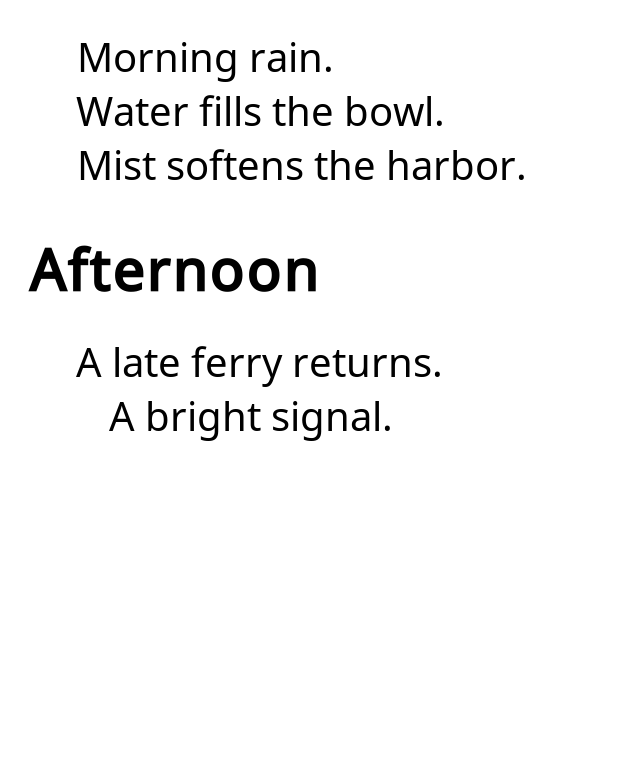 Morning rain.
Water fills the bowl.
Mist softens the harbor.
Afternoon
A late ferry returns.
A bright signal.